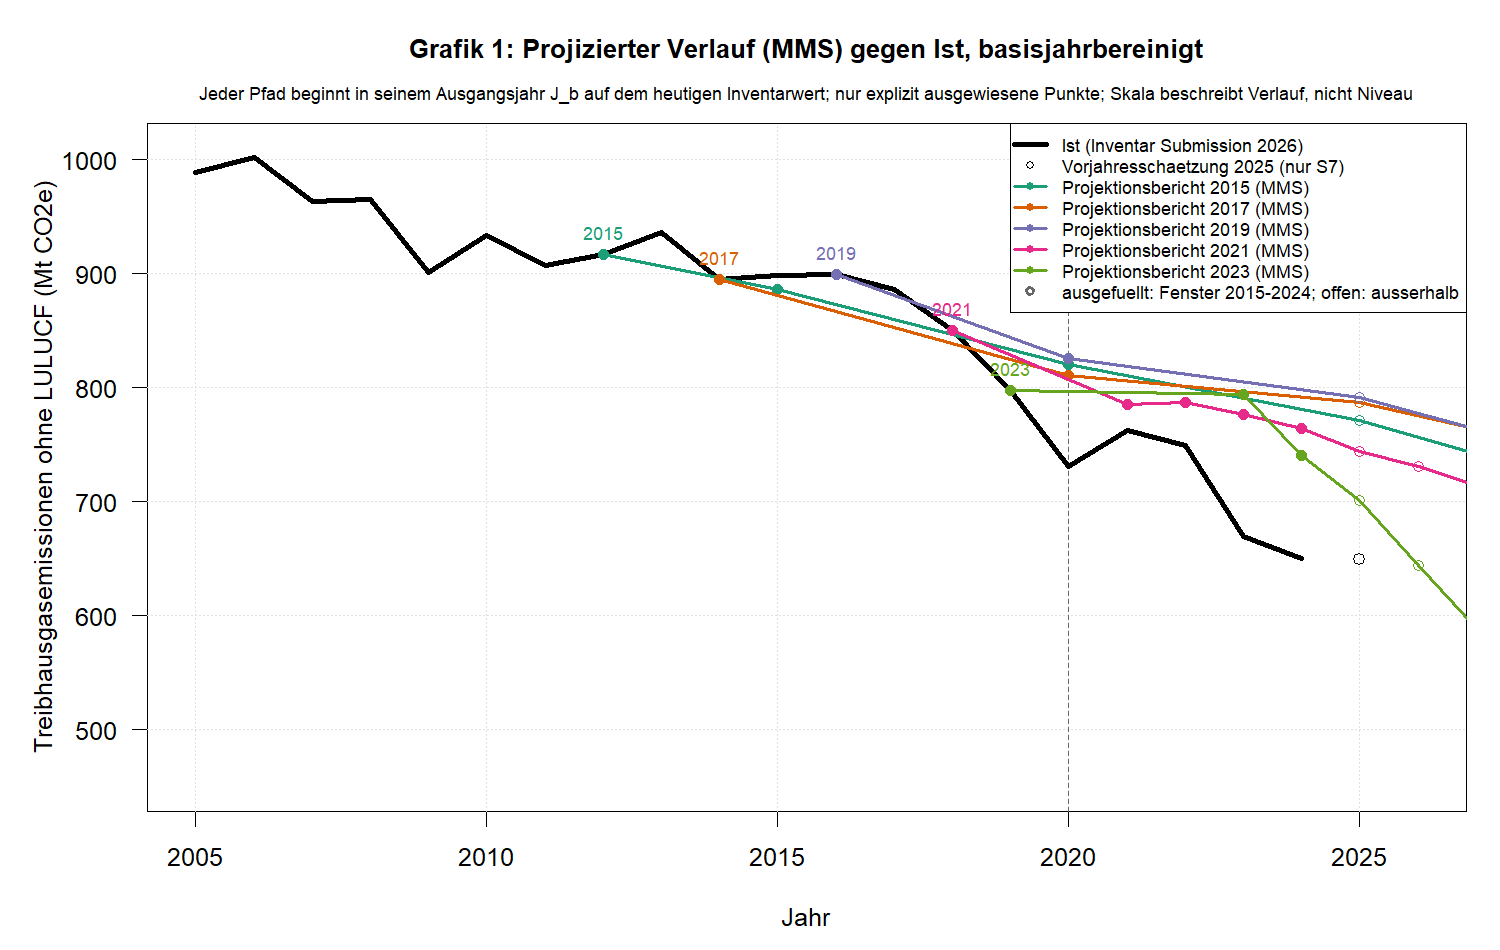 Grafik 1: Projizierter Verlauf (MMS) gegen Ist, basisjahrbereinigt
Jeder Pfad beginnt in seinem Ausgangsjahr J_b auf dem heutigen Inventarwert; nur explizit ausgewiesene Punkte; Skala beschreibt Verlauf, nicht Niveau
Treibhausgasemissionen ohne LULUCF (Mt CO2e)
1000
900
800
700
600
500
Ist (Inventar Submission 2026)
Vorjahresschaetzung 2025 (nur S7)
Projektionsbericht 2015 (MMS)
Projektionsbericht 2017 (MMS)
Projektionsbericht 2019 (MMS)
Projektionsbericht 2021 (MMS)
Projektionsbericht 2023 (MMS)
ausgefuellt: Fenster 2015-2024; offen: ausserhalb
2015
2017
2019
2021
2023
2005
2010
2015
2020
2025
Jahr